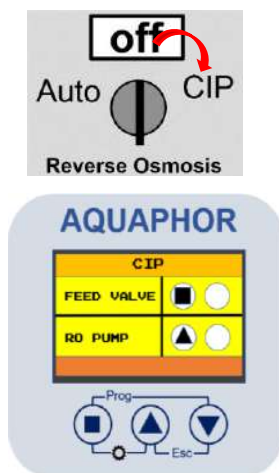 off
Auto CIP
Reverse Osmosis
AQUAPHOR
CIP
FEED VALVE
RO PUMP
Prog
Esc